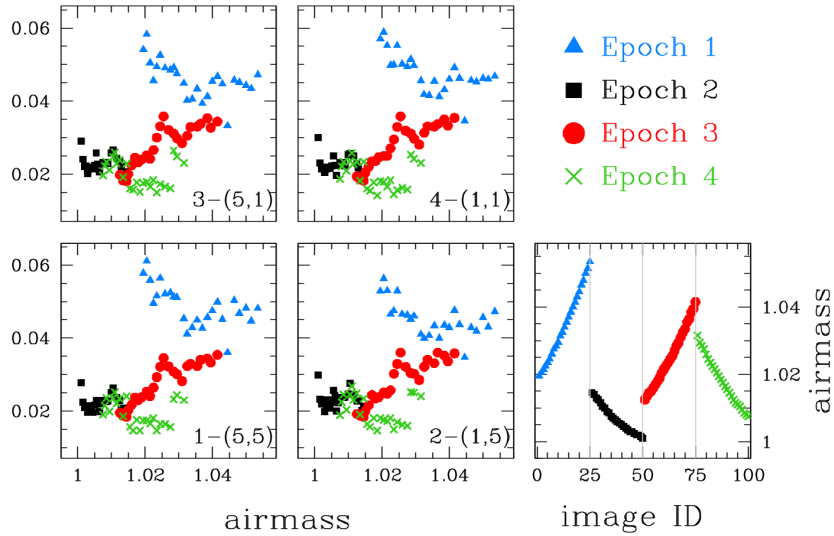 0.06 Epoch 1
0.04 Epoch 2
Epoch 3
0.02 Epoch 4
3−(5,1) 4−(1,1)
0.06
0.04 1.04
0.02 1.02
1−(5,5) 2−(1,5) 1
1 1.02 1.04 1 1.02 1.04 0 25 50 75 100
airmass
airmass image ID